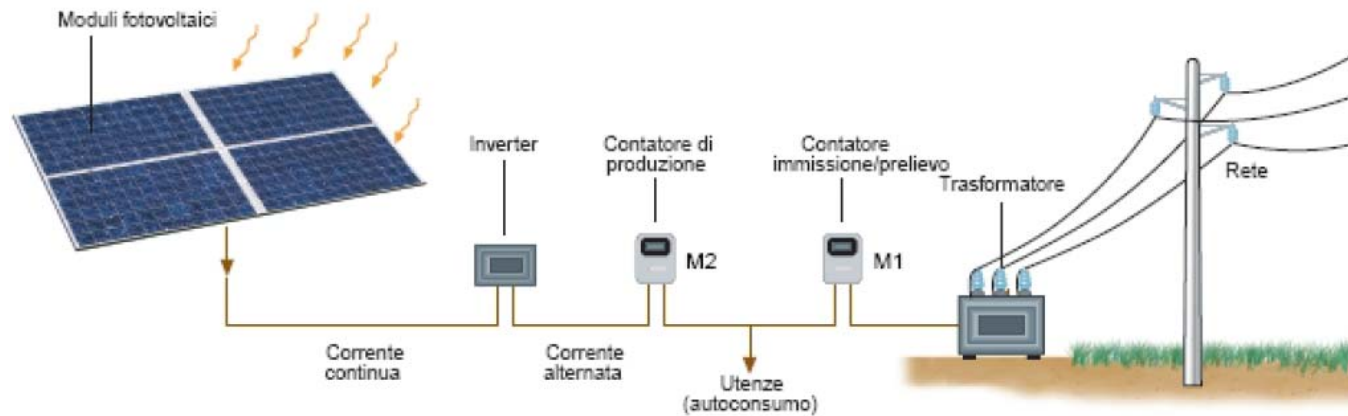 Moduli fotovoltaici
Inverter
Contatore di
produzione
Contatore
immissione/prelievo
Trasformatore
Rete
M2
M1
Corrente
continua
Corrente
alternata
Utenze
(autoconsumo)